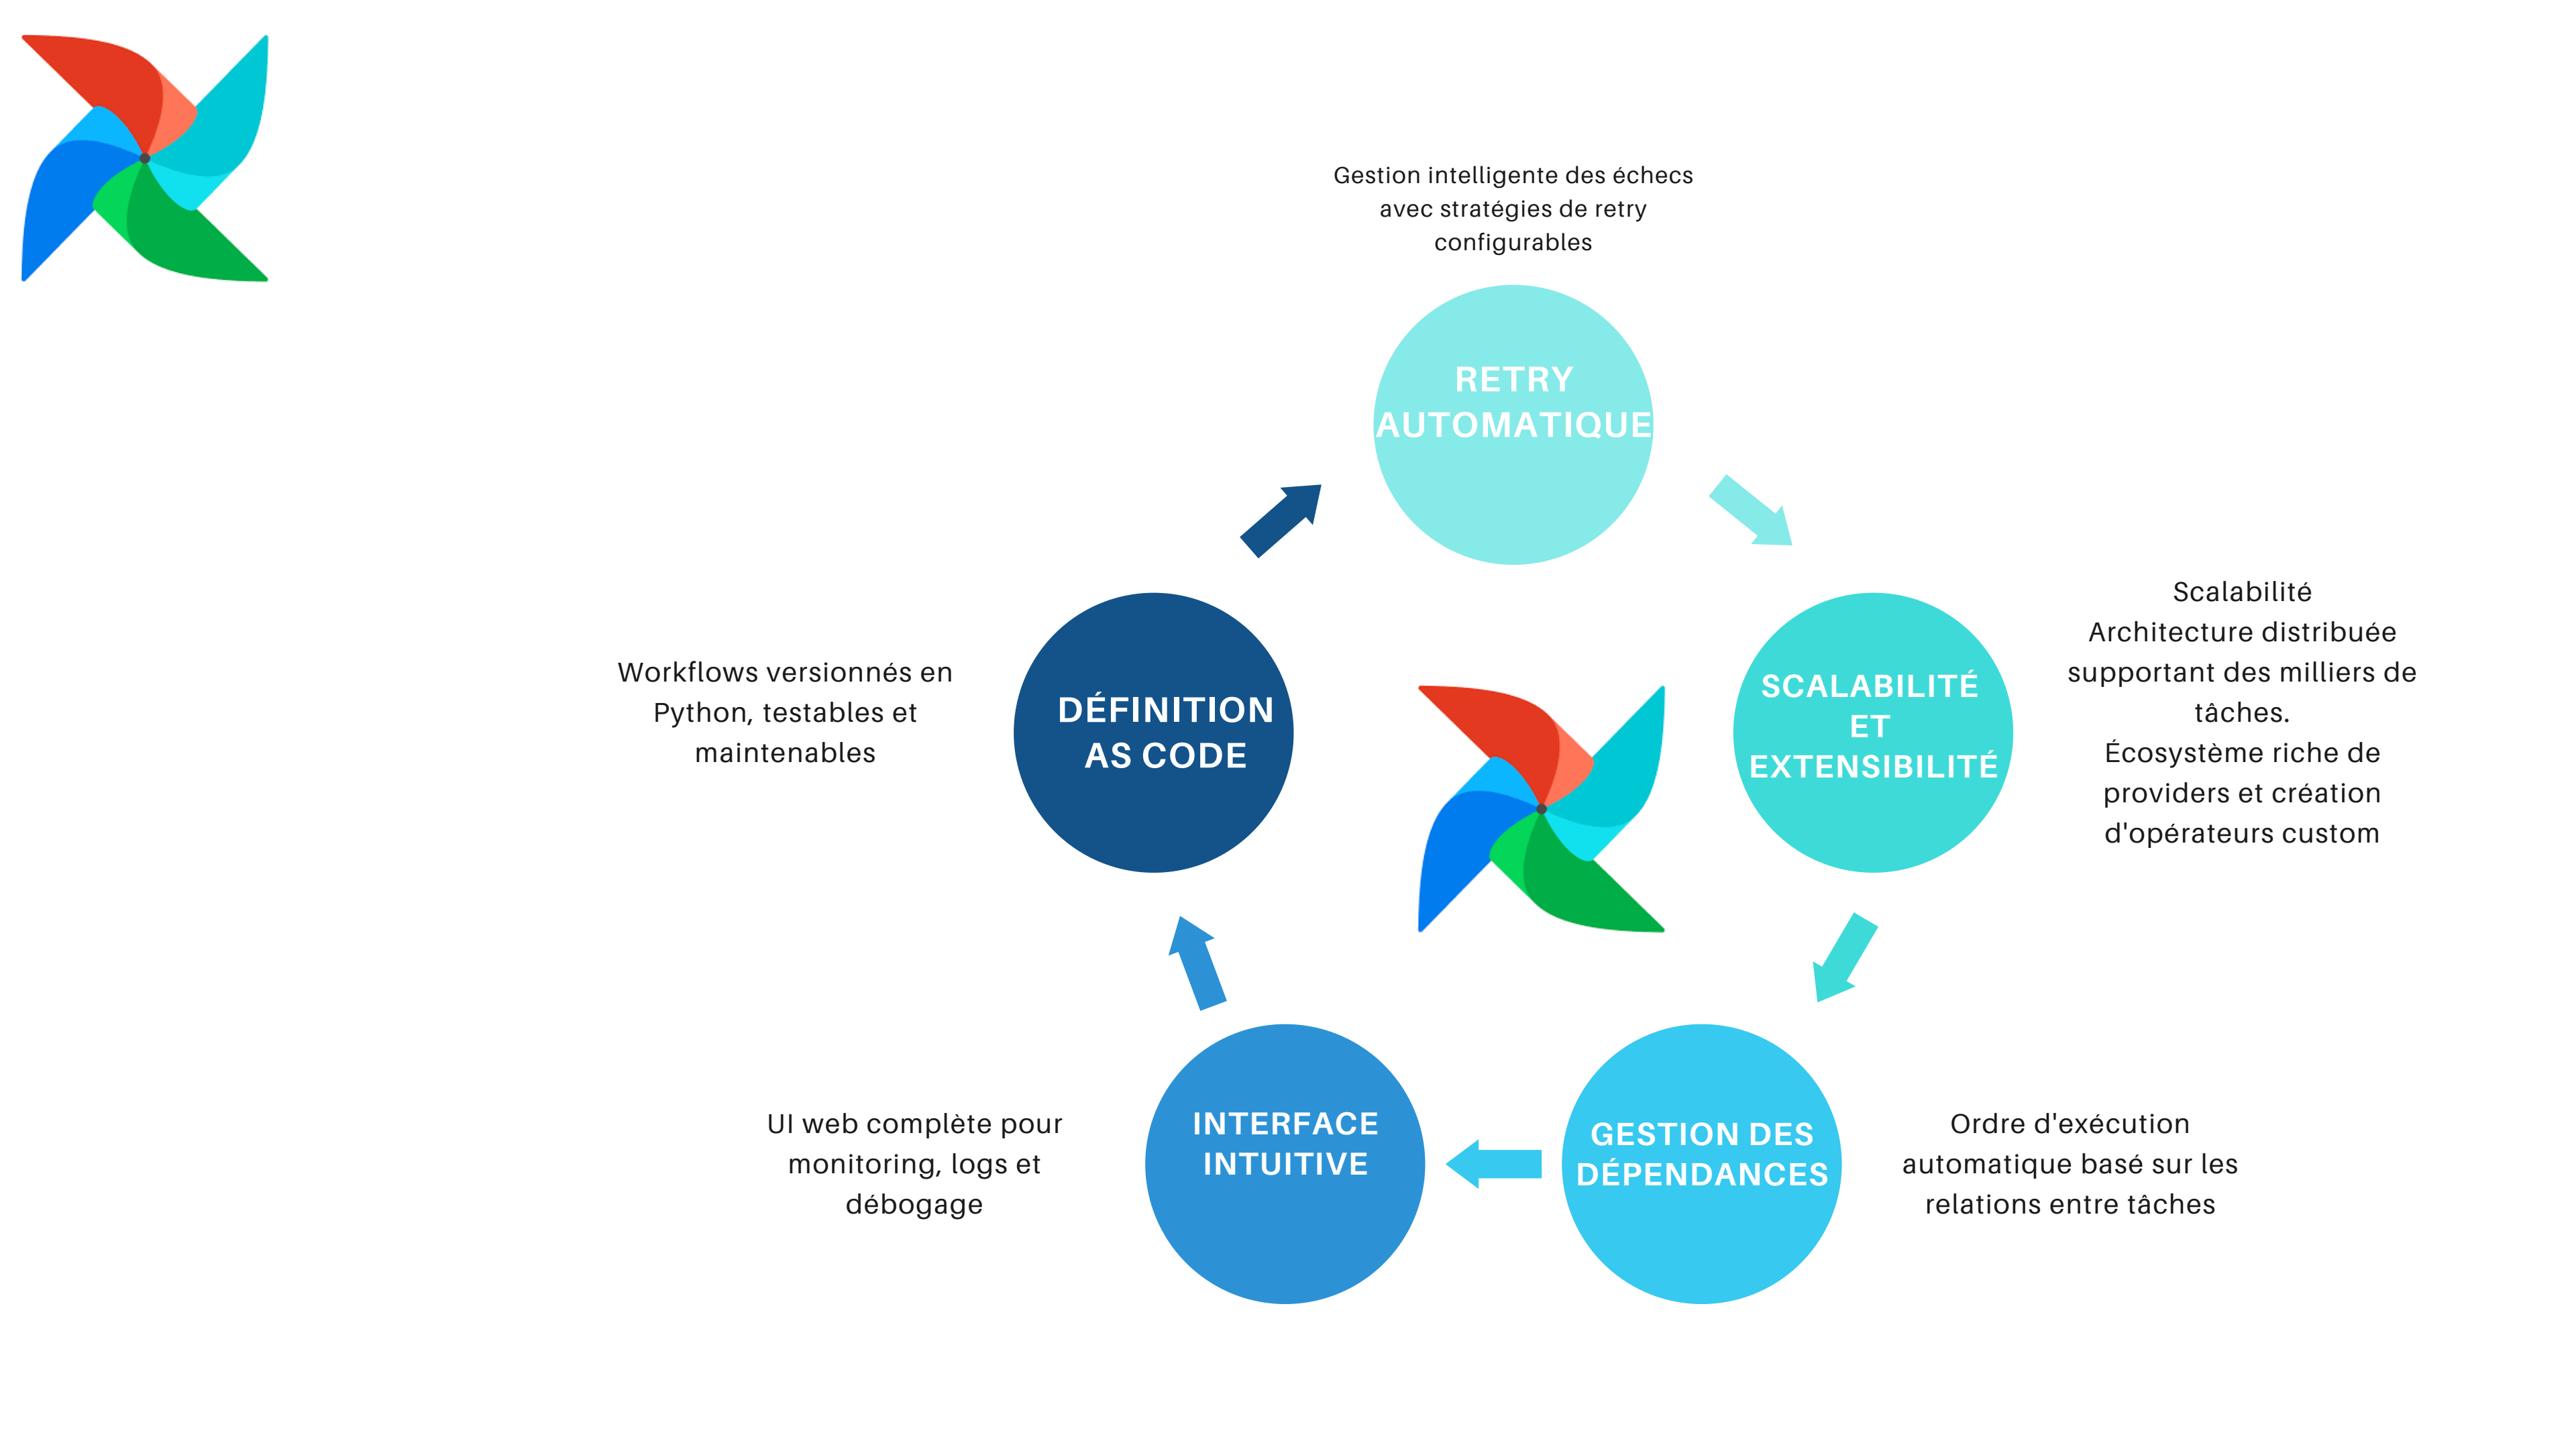 Gestion intelligente des échecs
avec stratégies de retry
configurables
RETRY
AUTOMATIQUE
Scalabilité
Architecture distribuée
supportant des milliers de
tâches.
Écosystème riche de
providers et création
d'opérateurs custom
SCALABILITÉ
ET
EXTENSIBILITÉ
Workflows versionnés en
Python, testables et
maintenables
DÉFINITION
AS CODE
UI web complète pour
monitoring, logs et
débogage
INTERFACE
INTUITIVE
GESTION DES
DÉPENDANCES
Ordre d'exécution
automatique basé sur les
relations entre tâches